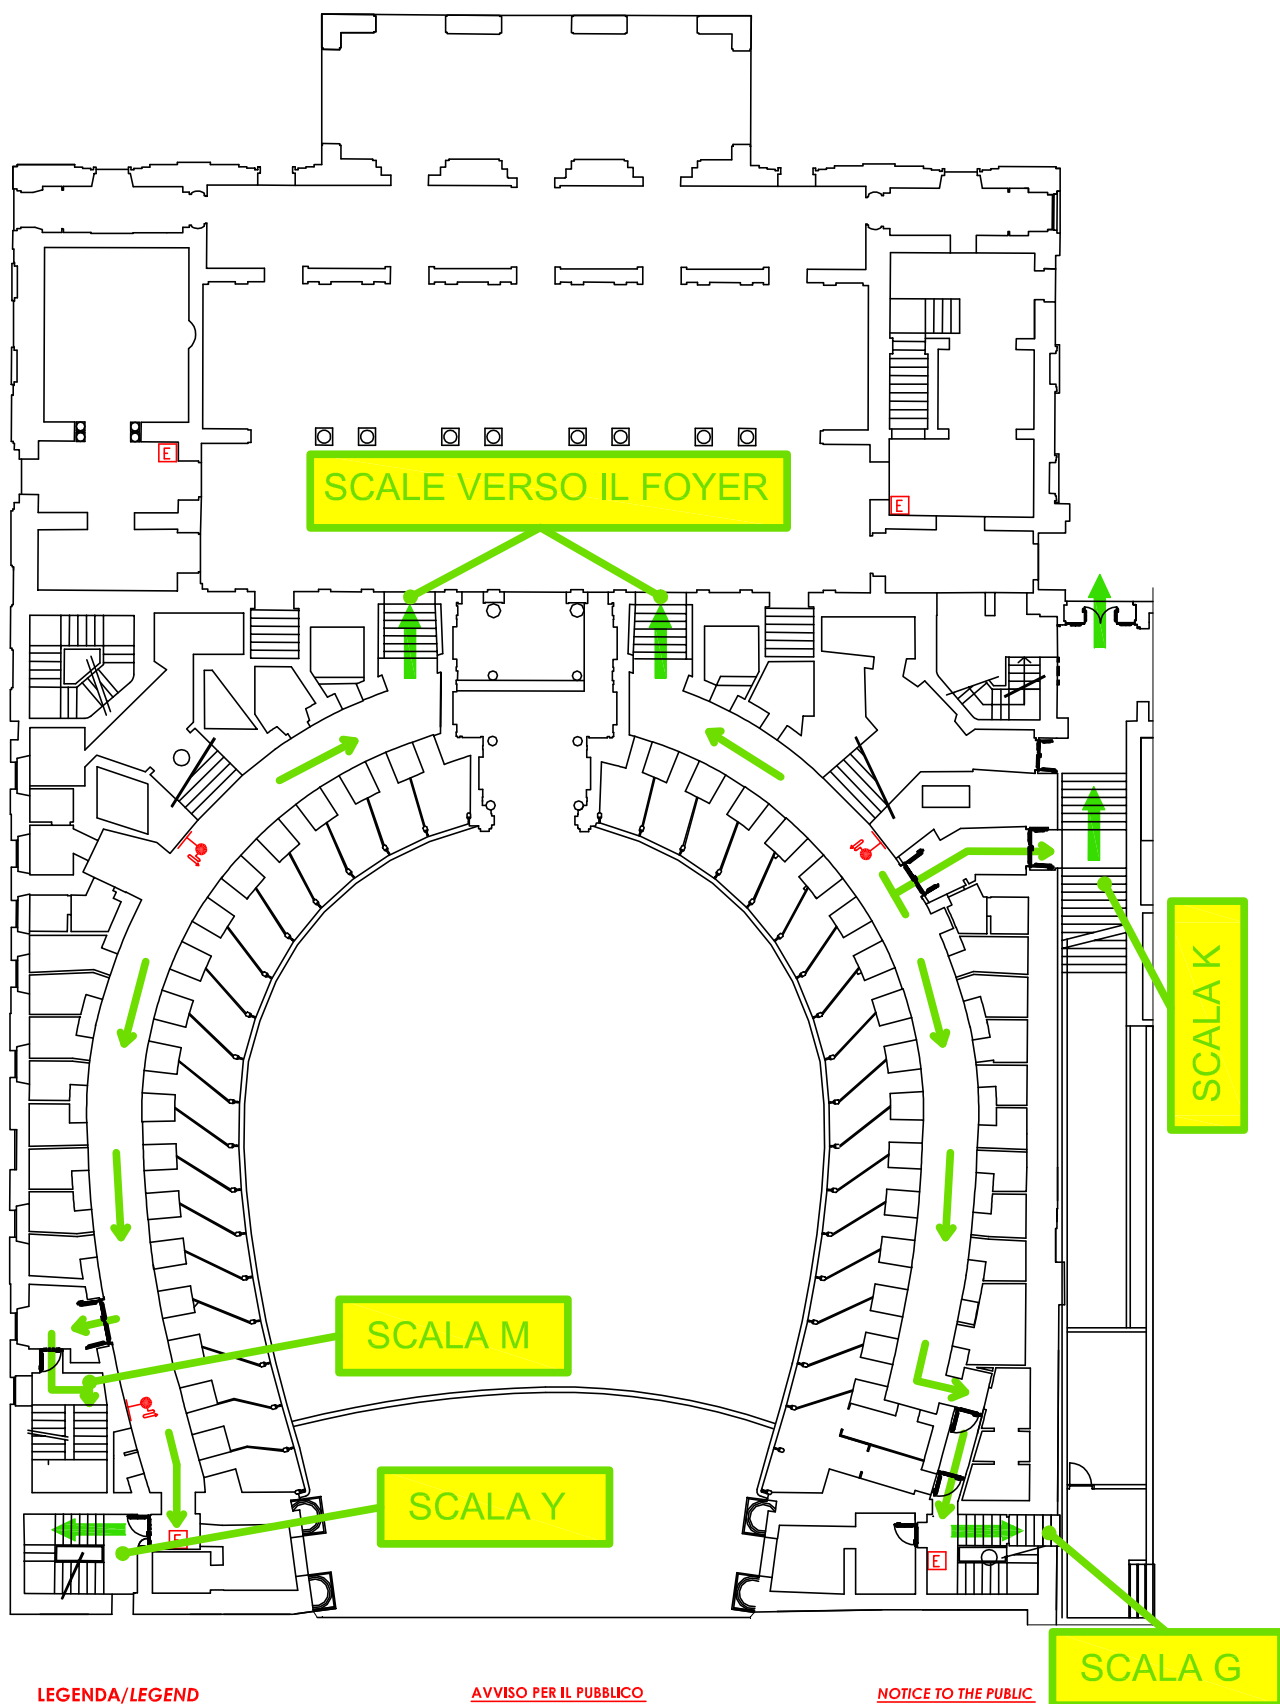 E
SCALE VERSO IL FOYER
E
SCALA K
SCALA M
SCALA Y
E
E
SCALA G
LEGENDA/LEGEND
AVVISO PER IL PUBBLICO
NOTICE TO THE PUBLIC